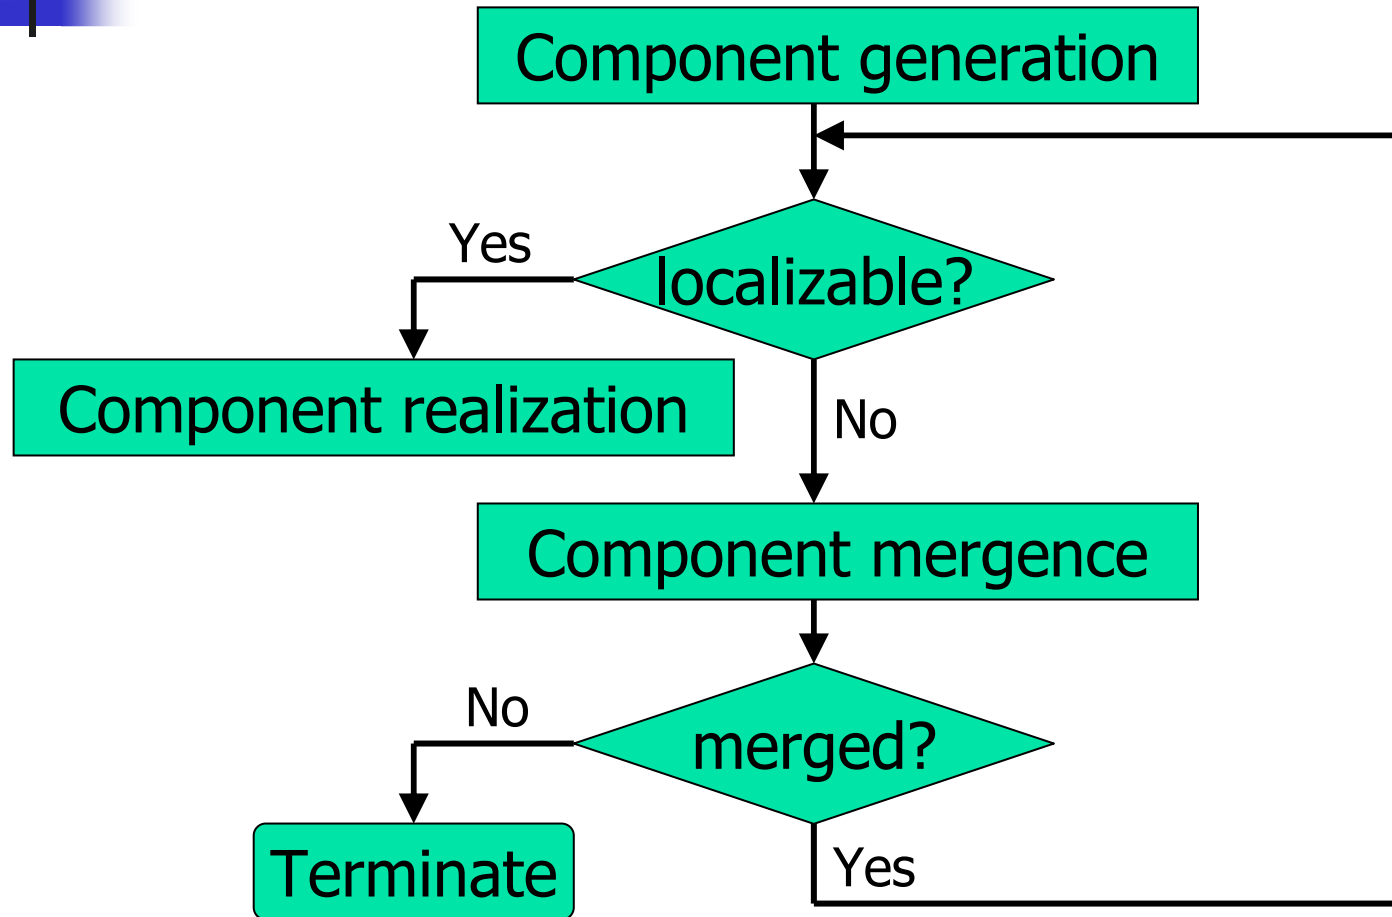 Component generation
Yes
localizable?
Component realization
No
Component mergence
No
merged?
Terminate
Yes